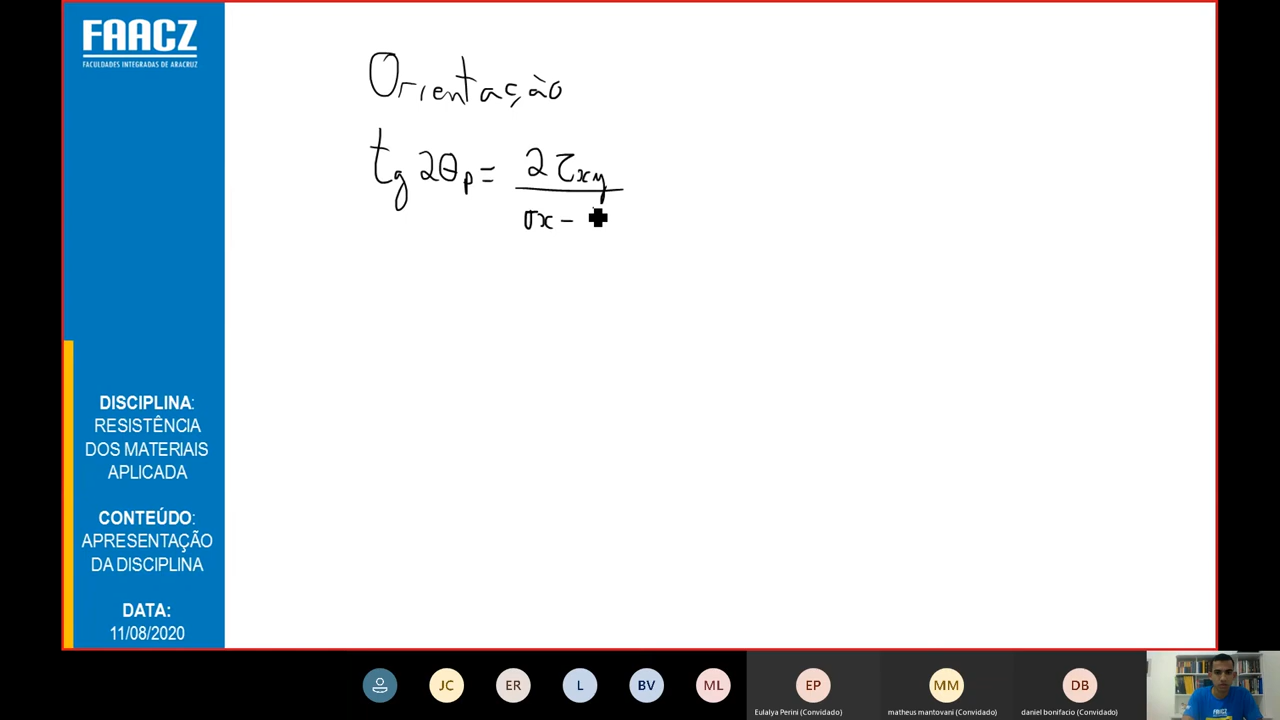 FAACZ
FACULDADES INTEGRADAS DE ARACRUZ
Orientação
tg 2θp = 2τxy
σx -
DISCIPLINA:
RESISTÊNCIA
DOS MATERIAIS
APLICADA
CONTEÚDO:
APRESENTAÇÃO
DA DISCIPLINA
DATA:
11/08/2020
JC ER L BV ML EP MM DB
Eulalya Perini (Convidado) matheus mantovani (Convidado) daniel bonifacio (Convidado)